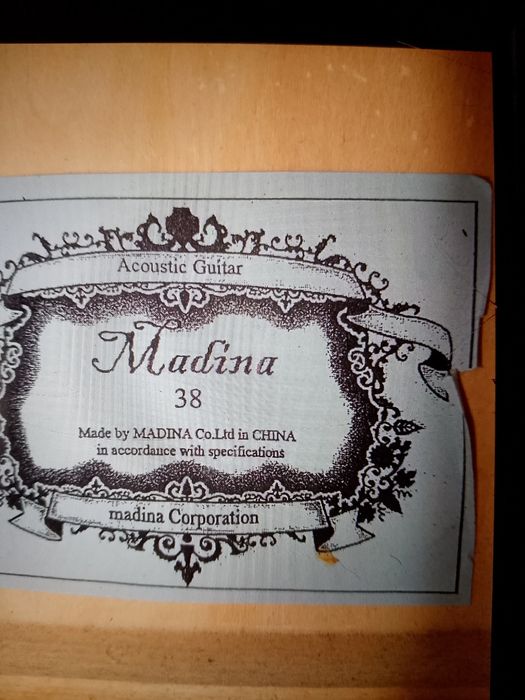 Acoustic Guitar
Madina
38
Made by MADINA Co.Ltd in CHINA
in accordance with specifications
madina Corporation